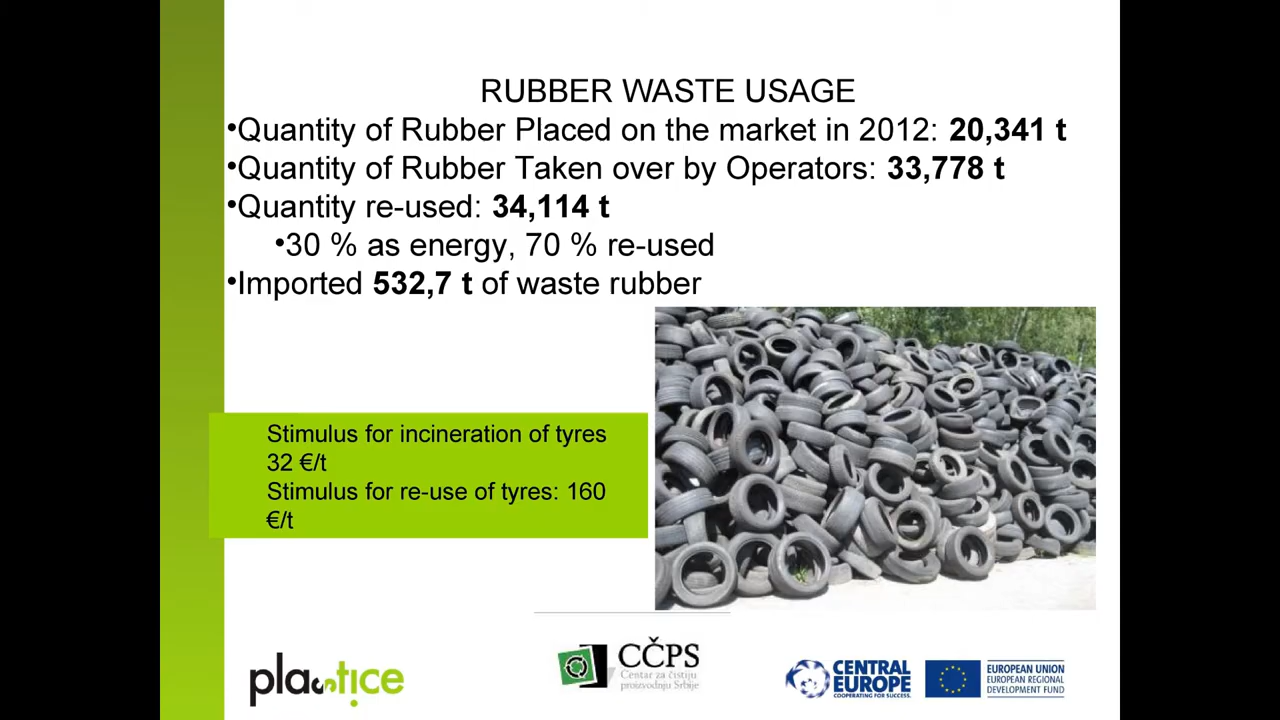 RUBBER WASTE USAGE
•Quantity of Rubber Placed on the market in 2012: 20,341 t
•Quantity of Rubber Taken over by Operators: 33,778 t
•Quantity re-used: 34,114 t
•30 % as energy, 70 % re-used
•Imported 532,7 t of waste rubber
Stimulus for incineration of tyres
32 €/t
Stimulus for re-use of tyres: 160
€/t
plastice
CČPS
Centar za čistiju
proizvodnju Srbije
CENTRAL
EUROPE
COOPERATING FOR SUCCESS.
EUROPEAN UNION
EUROPEAN REGIONAL
DEVELOPMENT FUND